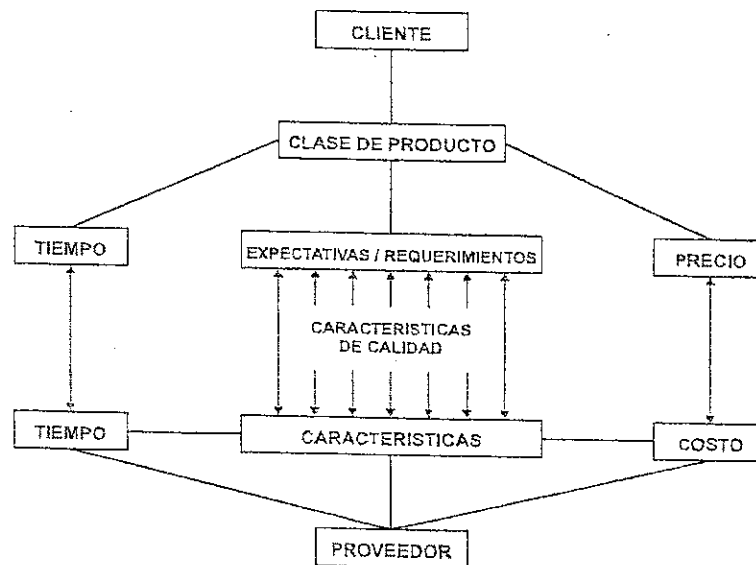 CLIENTE
CLASE DE PRODUCTO
TIEMPO
EXPECTATIVAS / REQUERIMIENTOS
PRECIO
CARACTERISTICAS
DE CALIDAD
TIEMPO
CARACTERISTICAS
COSTO
PROVEEDOR